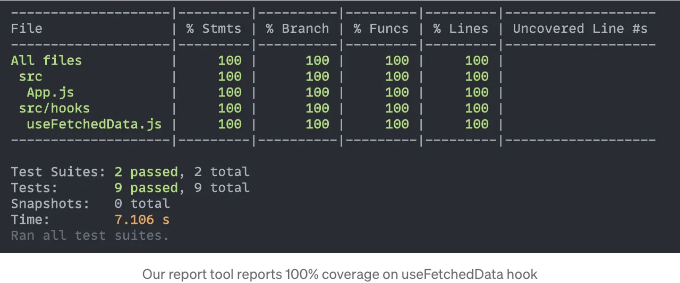 --------------------|---------|----------|---------|---------|-------------------
File                | % Stmts | % Branch | % Funcs | % Lines | Uncovered Line #s
--------------------|---------|----------|---------|---------|-------------------
All files           |     100 |      100 |     100 |     100 |
 src                |     100 |      100 |     100 |     100 |
  App.js            |     100 |      100 |     100 |     100 |
 src/hooks          |     100 |      100 |     100 |     100 |
  useFetchedData.js |     100 |      100 |     100 |     100 |
--------------------|---------|----------|---------|---------|-------------------
Test Suites: 2 passed, 2 total
Tests:       9 passed, 9 total
Snapshots:   0 total
Time:        7.106 s
Ran all test suites.
Our report tool reports 100% coverage on useFetchedData hook